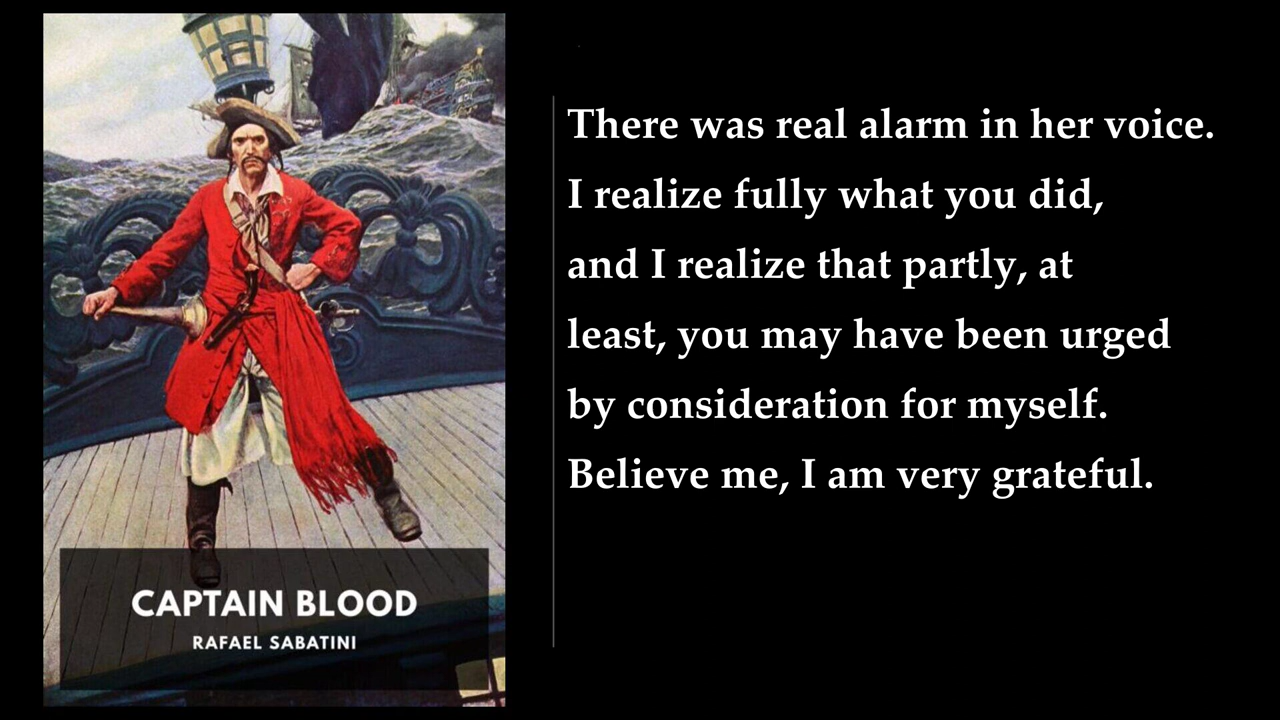 CAPTAIN BLOOD
RAFAEL SABATINI
There was real alarm in her voice.
I realize fully what you did,
and I realize that partly, at
least, you may have been urged
by consideration for myself.
Believe me, I am very grateful.